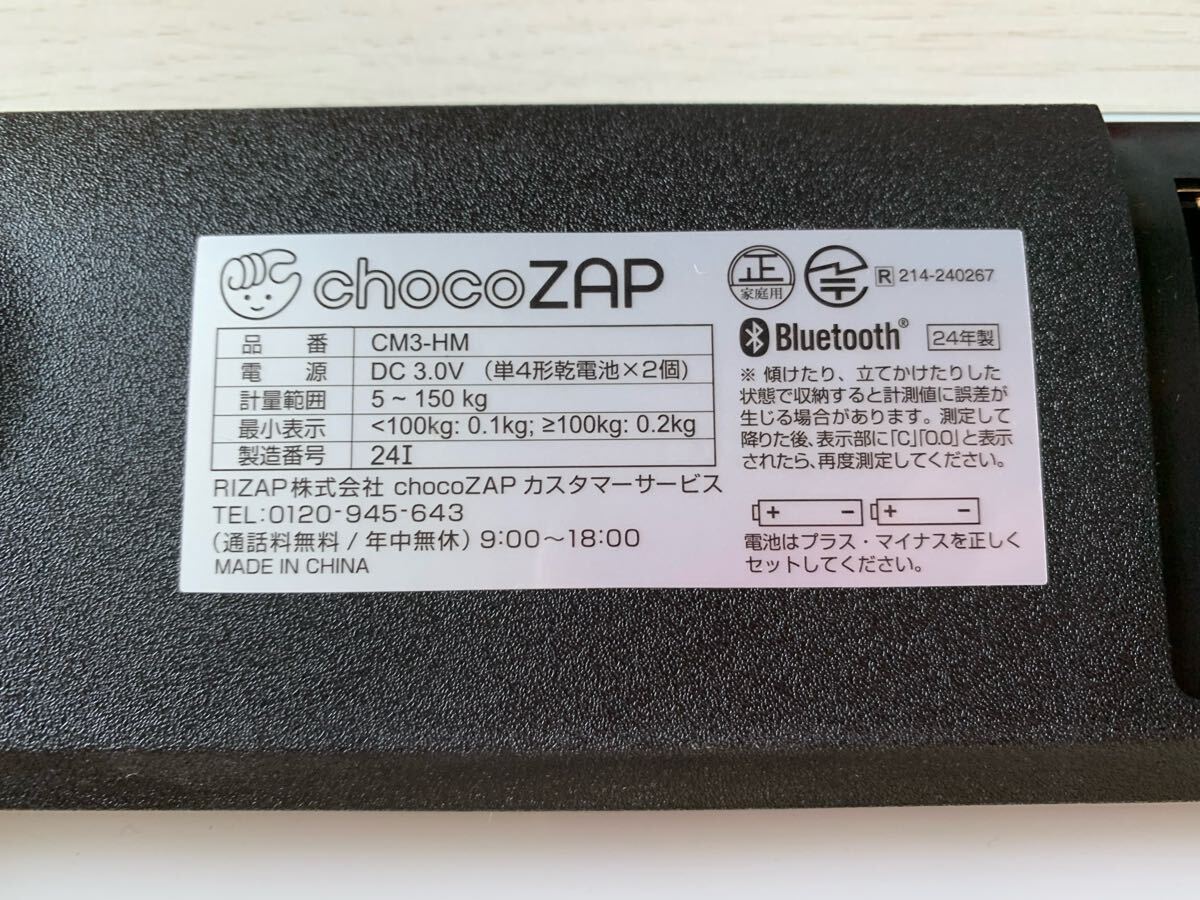 chocoZAP
品番 CM3-HM
電源 DC 3.0V (単4形乾電池×2個)
計量範囲 5~150 kg
最小表示 <100kg: 0.1kg; ≥100kg: 0.2kg
製造番号 24I
RIZAP株式会社 chocoZAP カスタマーサービス
TEL:0120-945-643
(通話料無料/年中無休) 9:00~18:00
MADE IN CHINA
正
家庭用
R 214-240267
Bluetooth®
24年製
※ 傾けたり、立てかけたりした
状態で収納すると計測値に誤差が
生じる場合があります。測定して
降りた後、表示部に「C」「0.0」と表示
されたら、再度測定してください。
+ − + −
電池はプラス・マイナスを正しく
セットしてください。